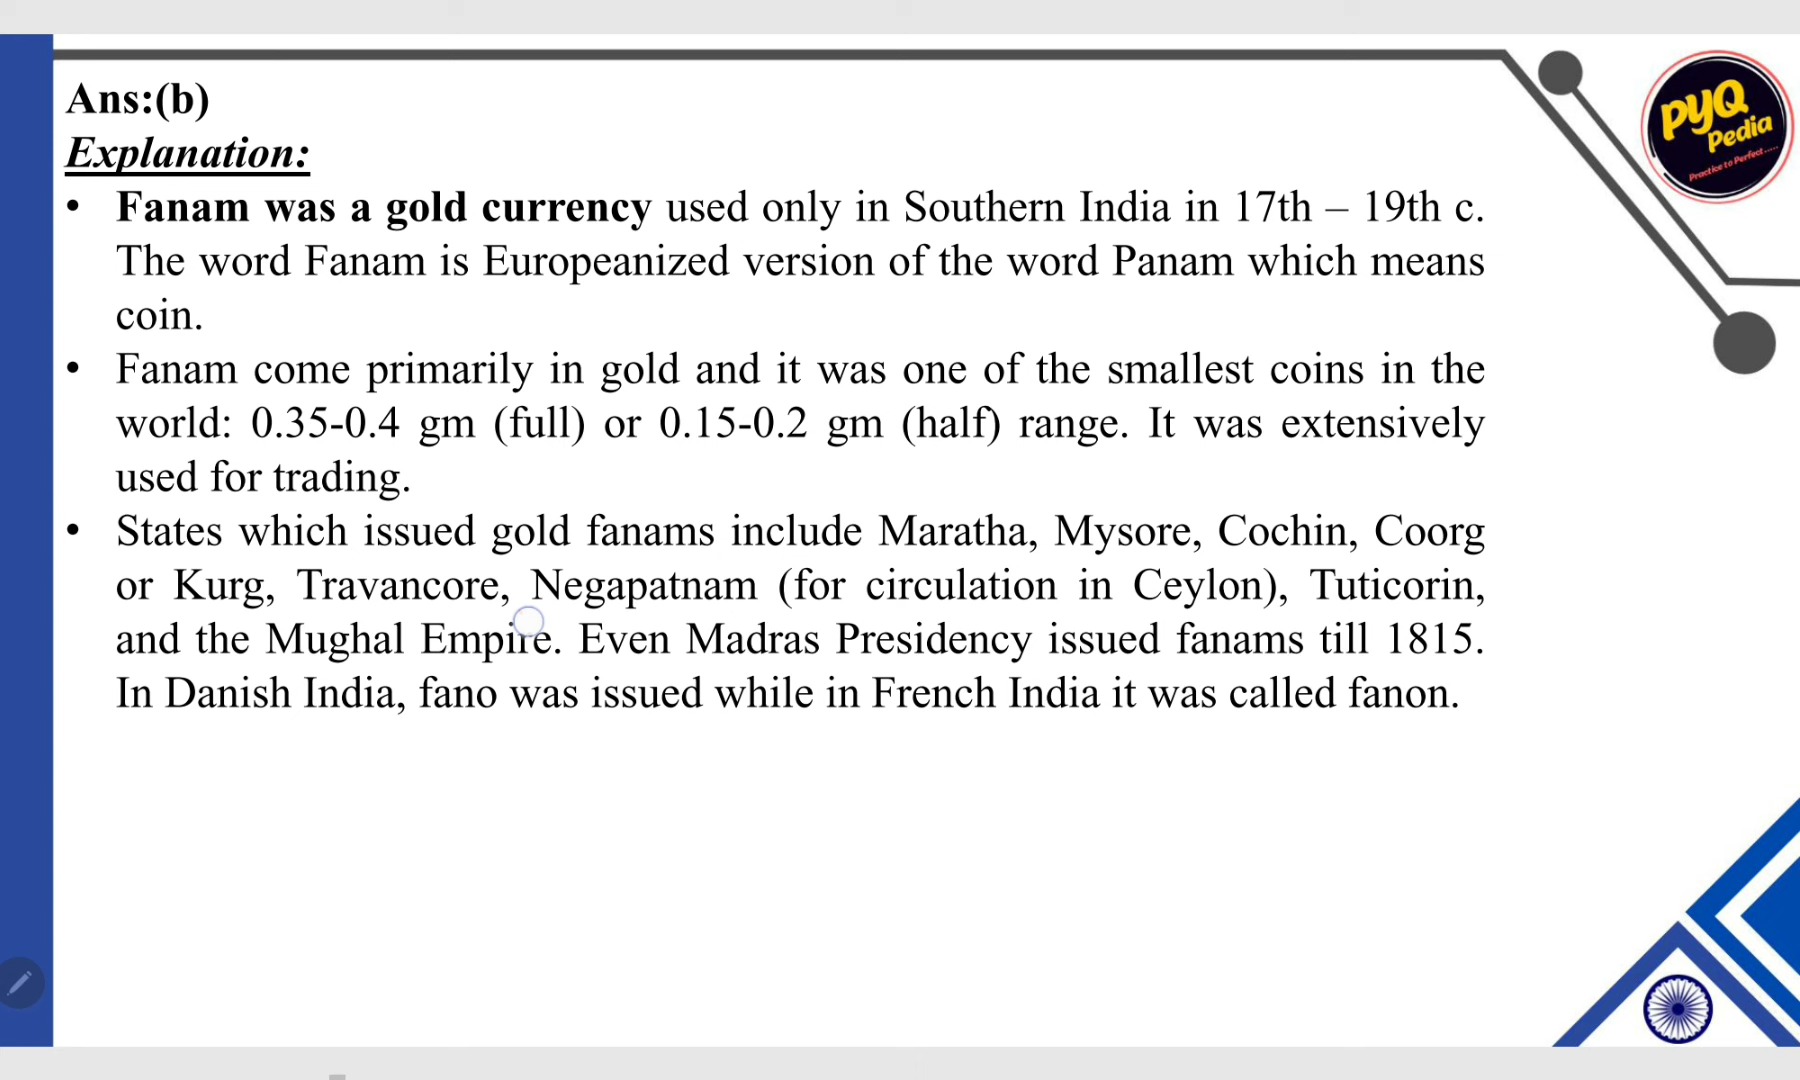 Ans:(b)
Explanation:
• Fanam was a gold currency used only in Southern India in 17th – 19th c.
The word Fanam is Europeanized version of the word Panam which means
coin.
• Fanam come primarily in gold and it was one of the smallest coins in the
world: 0.35-0.4 gm (full) or 0.15-0.2 gm (half) range. It was extensively
used for trading.
• States which issued gold fanams include Maratha, Mysore, Cochin, Coorg
or Kurg, Travancore, Negapatnam (for circulation in Ceylon), Tuticorin,
and the Mughal Empire. Even Madras Presidency issued fanams till 1815.
In Danish India, fano was issued while in French India it was called fanon.
PYQ
Pedia
Practice to Perfect.....